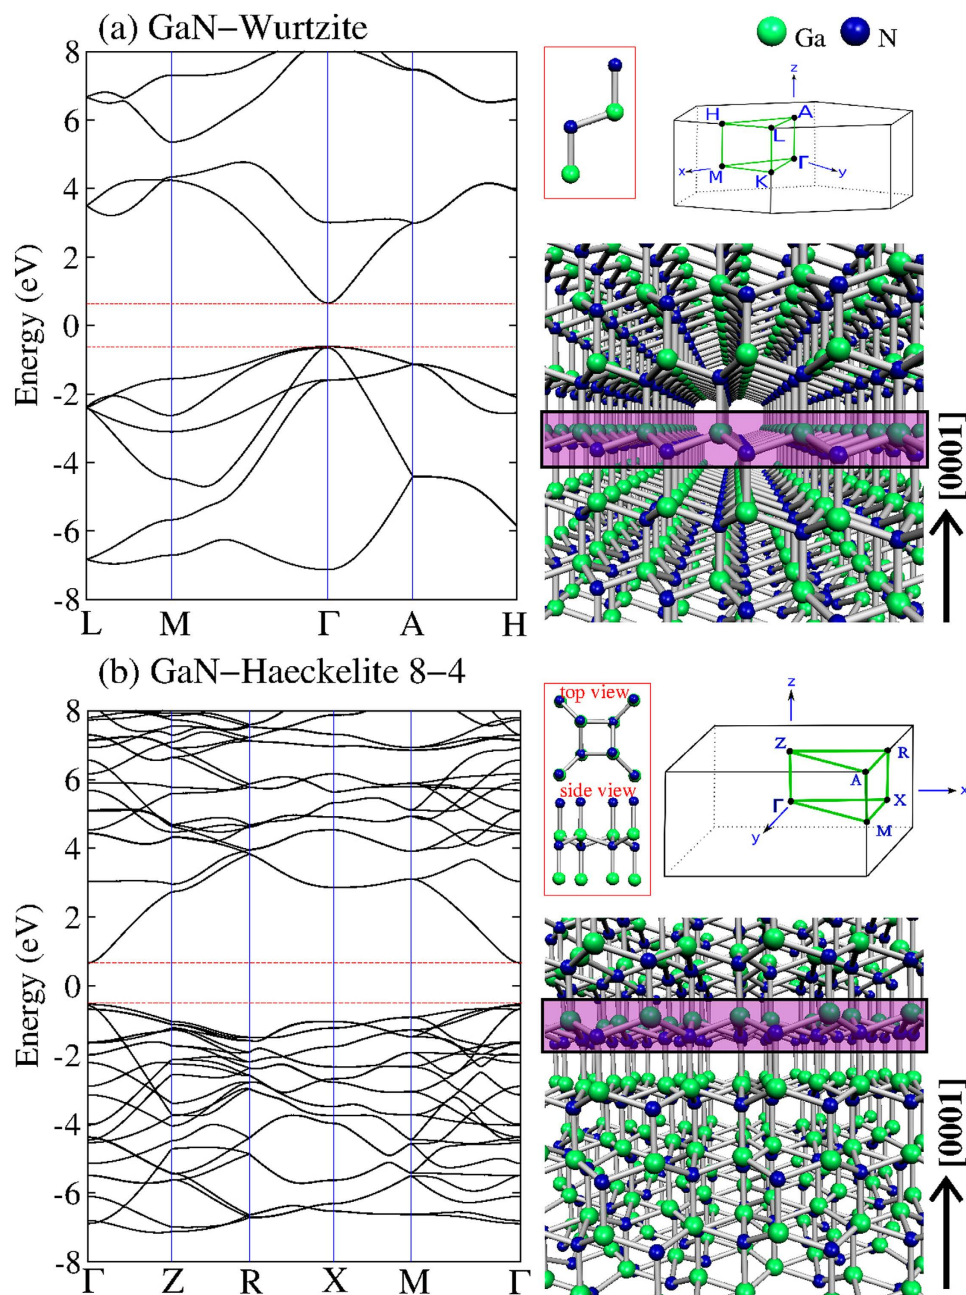 (a) GaN−Wurtzite
Ga N
Energy (eV)
8
6
4
2
0
-2
-4
-6
-8
L M Γ A H
z
H A
L
x M Γ y
K
[0001]
(b) GaN−Haeckelite 8−4
Energy (eV)
8
6
4
2
0
-2
-4
-6
-8
Γ Z R X M Γ
top view
side view
z
Z R
A
x
Γ X
y M
[0001]